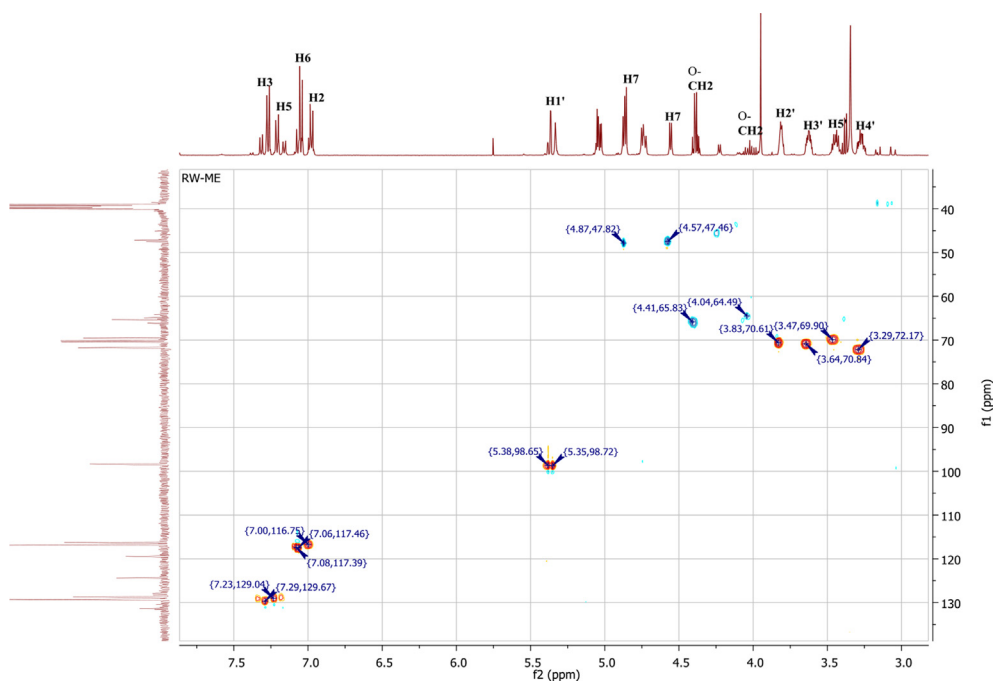 H3
H5
H6
H2
H1'
H7
H7
O-
CH2
O-
CH2
H2'
H3'
H5'
H4'
RW-ME
{4.87,47.82}
{4.57,47.46}
{4.41,65.83}
{4.04,64.49}
{3.83,70.61}
{3.47,69.90}
{3.29,72.17}
{3.64,70.84}
{5.38,98.65}
{5.35,98.72}
{7.00,116.75}
{7.06,117.46}
{7.08,117.39}
{7.23,129.04}
{7.29,129.67}
40
50
60
70
80
90
100
110
120
130
f1 (ppm)
7.5 7.0 6.5 6.0 5.5 5.0 4.5 4.0 3.5 3.0
f2 (ppm)